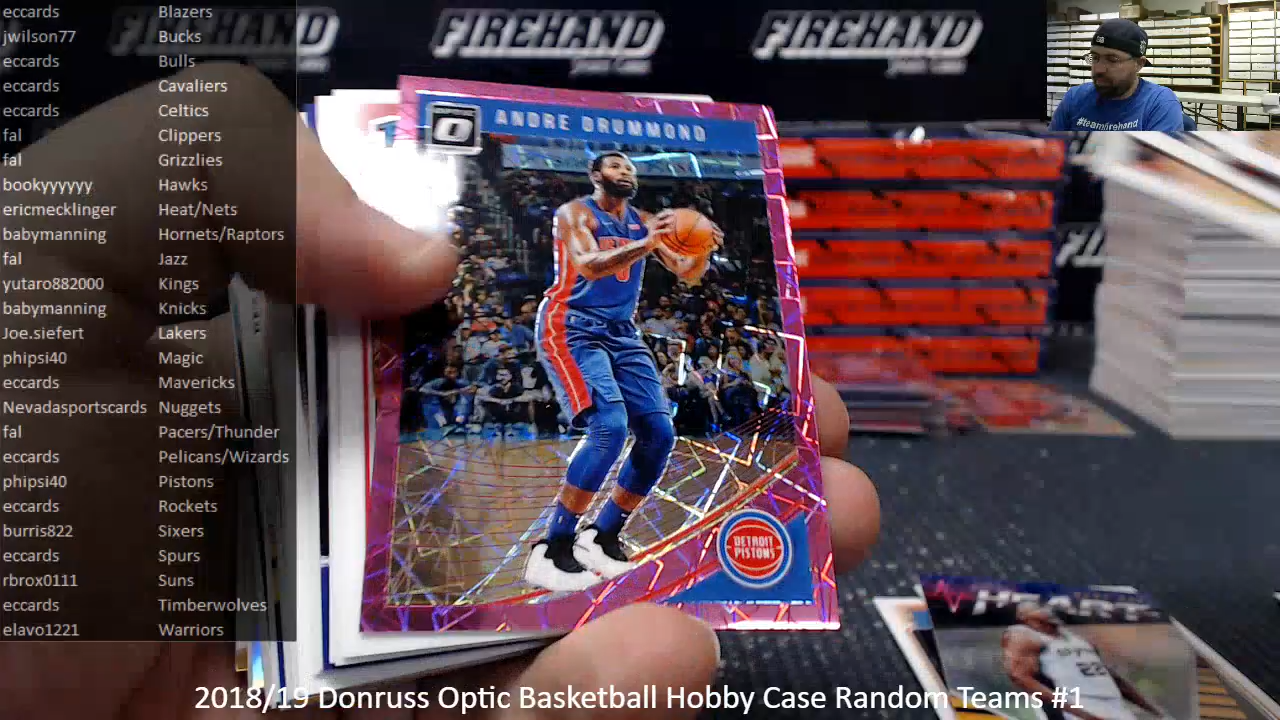 eccards Blazers
jwilson77 Bucks
eccards Bulls
eccards Cavaliers
eccards Celtics
fal Clippers
fal Grizzlies
bookyyyyyy Hawks
ericmecklinger Heat/Nets
babymanning Hornets/Raptors
fal Jazz
yutaro882000 Kings
babymanning Knicks
Joe.siefert Lakers
phipsi40 Magic
eccards Mavericks
Nevadasportscards Nuggets
fal Pacers/Thunder
eccards Pelicans/Wizards
phipsi40 Pistons
eccards Rockets
burris822 Sixers
eccards Spurs
rbrox0111 Suns
eccards Timberwolves
elavo1221 Warriors
FIREHAND
FIREHAND
FIREHAND
#teamfirehand
ANDRE DRUMMOND
DETROIT
PISTONS
HEART
22
2018/19 Donruss Optic Basketball Hobby Case Random Teams #1